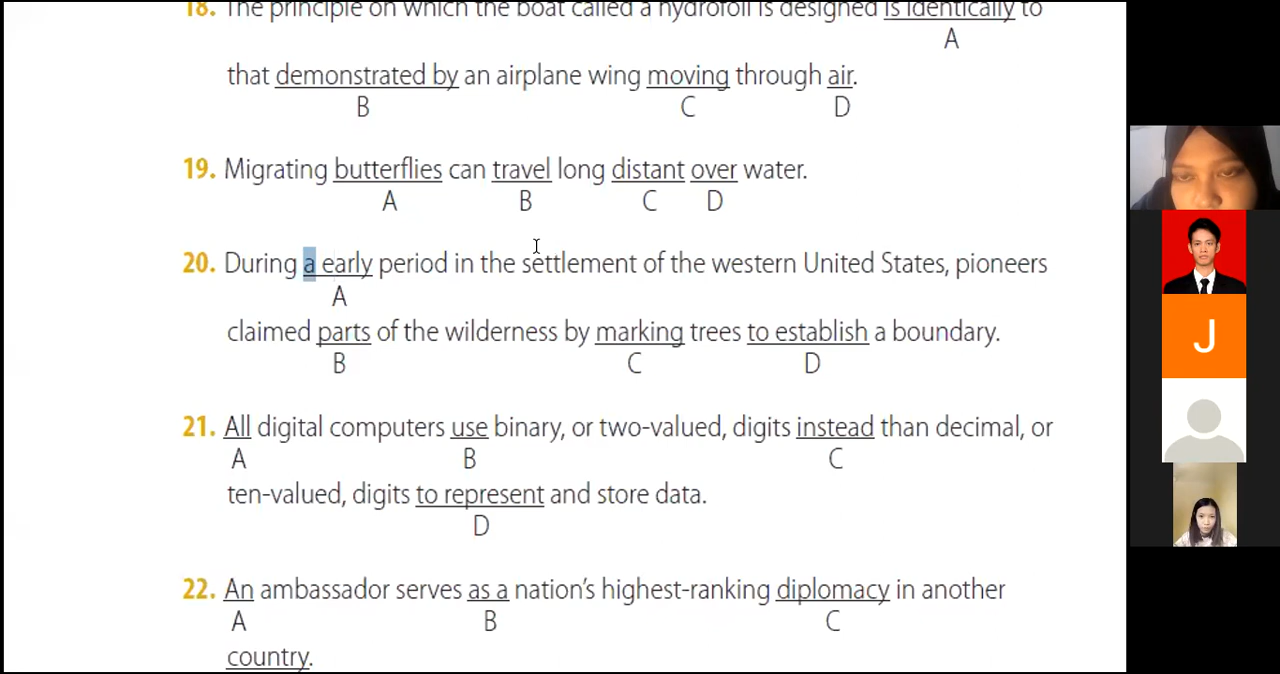 18. The principle on which the boat called a hydrofoil is designed is identically to
A
that demonstrated by an airplane wing moving through air.
B C D
19. Migrating butterflies can travel long distant over water.
A B C D
20. During a early period in the settlement of the western United States, pioneers
A
claimed parts of the wilderness by marking trees to establish a boundary.
B C D
21. All digital computers use binary, or two-valued, digits instead than decimal, or
A B C
ten-valued, digits to represent and store data.
D
22. An ambassador serves as a nation's highest-ranking diplomacy in another
A B C
country.
J